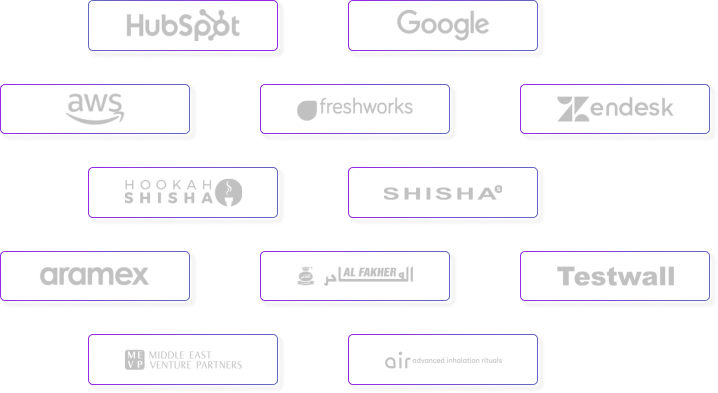 HubSpot
Google
aws
freshworks
Zendesk
HOOKAH
SHISHA
SHISHA
aramex
AL FAKHER الفاخر
Testwall
ME
VP
MIDDLE EAST
VENTURE PARTNERS
air advanced inhalation rituals